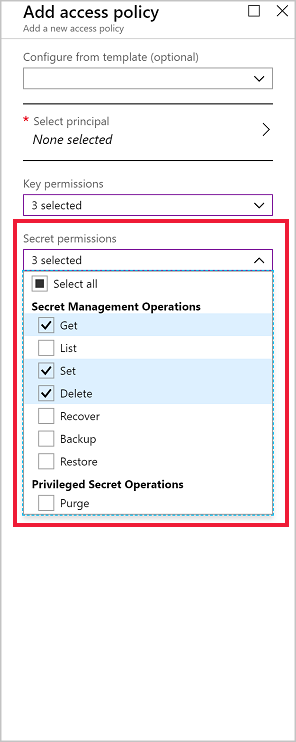 Add access policy
Add a new access policy
Configure from template (optional)
* Select principal
None selected
Key permissions
3 selected
Secret permissions
3 selected
Select all
Secret Management Operations
Get
List
Set
Delete
Recover
Backup
Restore
Privileged Secret Operations
Purge